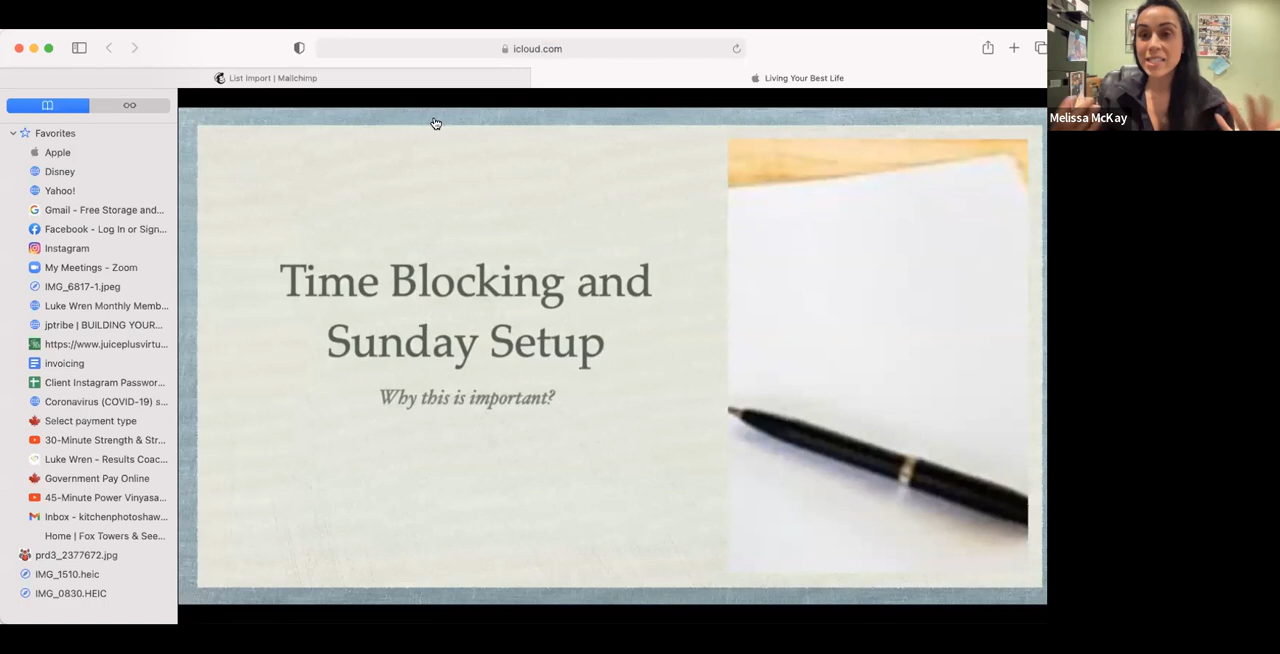 icloud.com
List Import | Mailchimp
Living Your Best Life
Melissa McKay
Favorites
Apple
Disney
Yahoo!
Gmail - Free Storage and...
Facebook - Log In or Sign...
Instagram
My Meetings - Zoom
IMG_6817-1.jpeg
Luke Wren Monthly Memb...
jptribe | BUILDING YOUR...
https://www.juiceplusvirtu...
invoicing
Client Instagram Passwor...
Coronavirus (COVID-19) s...
Select payment type
30-Minute Strength & Str...
Luke Wren - Results Coac...
Government Pay Online
45-Minute Power Vinyasa...
Inbox - kitchenphotoshaw...
Home | Fox Towers & See...
prd3_2377672.jpg
IMG_1510.heic
IMG_0830.HEIC
Time Blocking and
Sunday Setup
Why this is important?